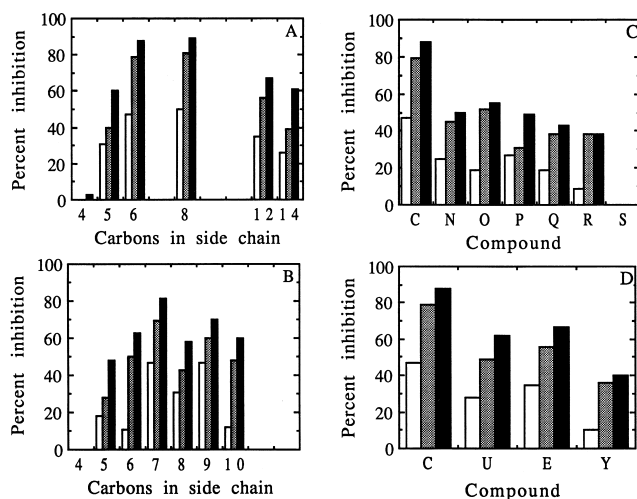 A
Percent inhibition
100
80
60
40
20
0
4 5 6 8 1 2 1 4
Carbons in side chain
C
Percent inhibition
100
80
60
40
20
0
C N O P Q R S
Compound
B
Percent inhibition
100
80
60
40
20
0
4 5 6 7 8 9 1 0
Carbons in side chain
D
Percent inhibition
100
80
60
40
20
0
C U E Y
Compound